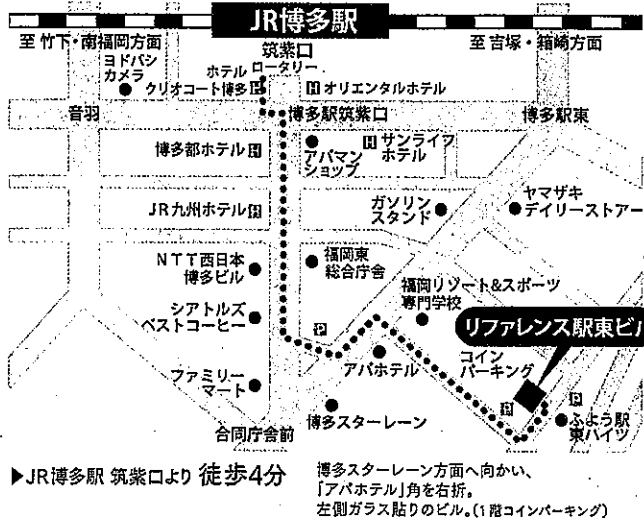 JR博多駅
至 竹下・南福岡方面
筑紫口
ロータリー
至 吉塚・箱崎方面
ヨドバシ
カメラ
ホテル
クリオコート博多 H
H オリエンタルホテル
音羽
博多駅筑紫口
博多駅東
博多都ホテル H
アパマン
ショップ
H サンライフ
ホテル
JR九州ホテル H
ガソリン
スタンド
ヤマザキ
デイリーストアー
NTT西日本
博多ビル
福岡東
総合庁舎
福岡リゾート&スポーツ
専門学校
シアトルズ
ベストコーヒー
P
リファレンス駅東ビル
アパホテル
コイン
パーキング
ファミリー
マート
P
P
博多スターレーン
ふよう駅
東ハイツ
合同庁舎前
▶JR博多駅 筑紫口より 徒歩4分
博多スターレーン方面へ向かい、
「アパホテル」角を右折。
左側ガラス貼りのビル。(1階コインパーキング)